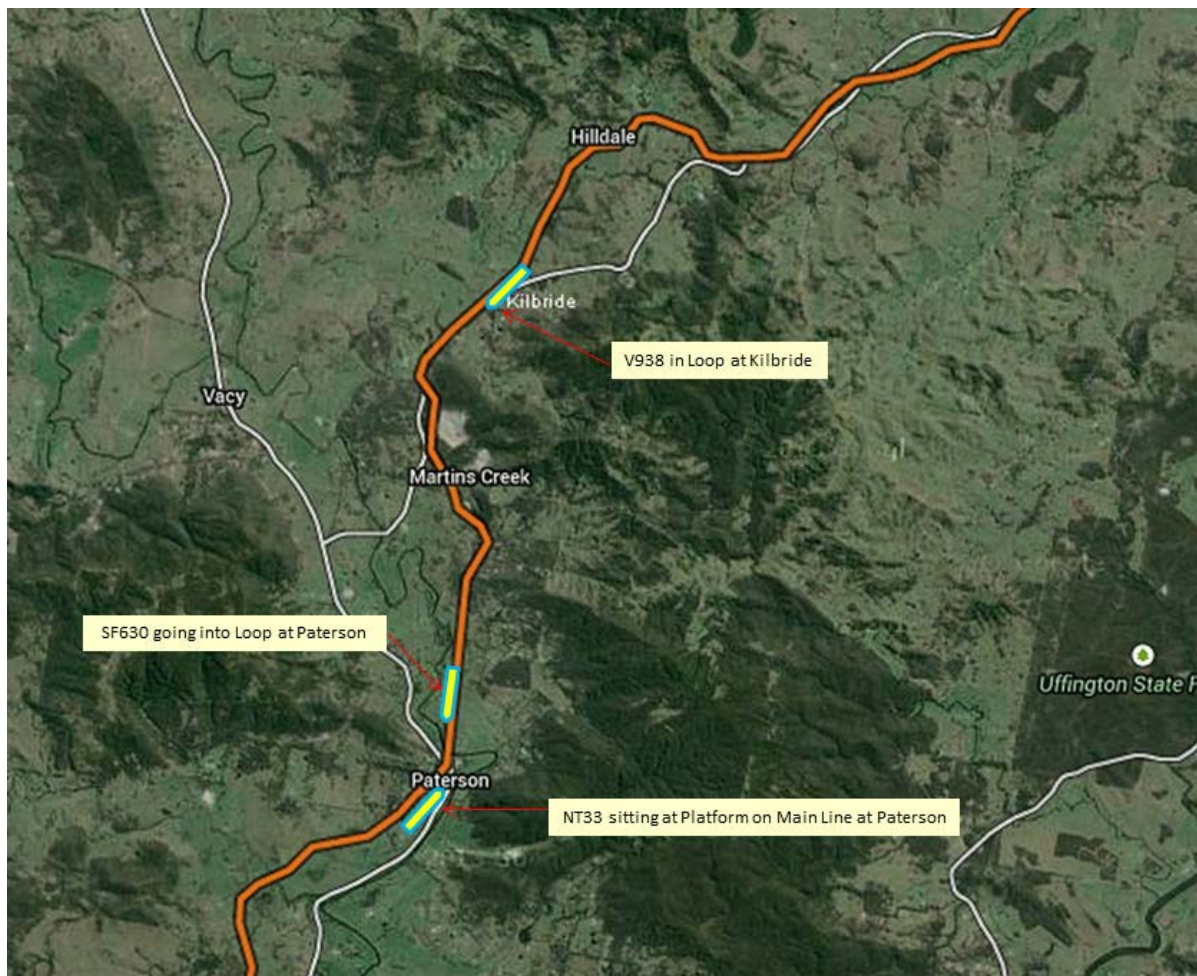 Hilldale
Kilbride
V938 in Loop at Kilbride
Vacy
Martins Creek
SF630 going into Loop at Paterson
Uffington State F
Paterson
NT33 sitting at Platform on Main Line at Paterson